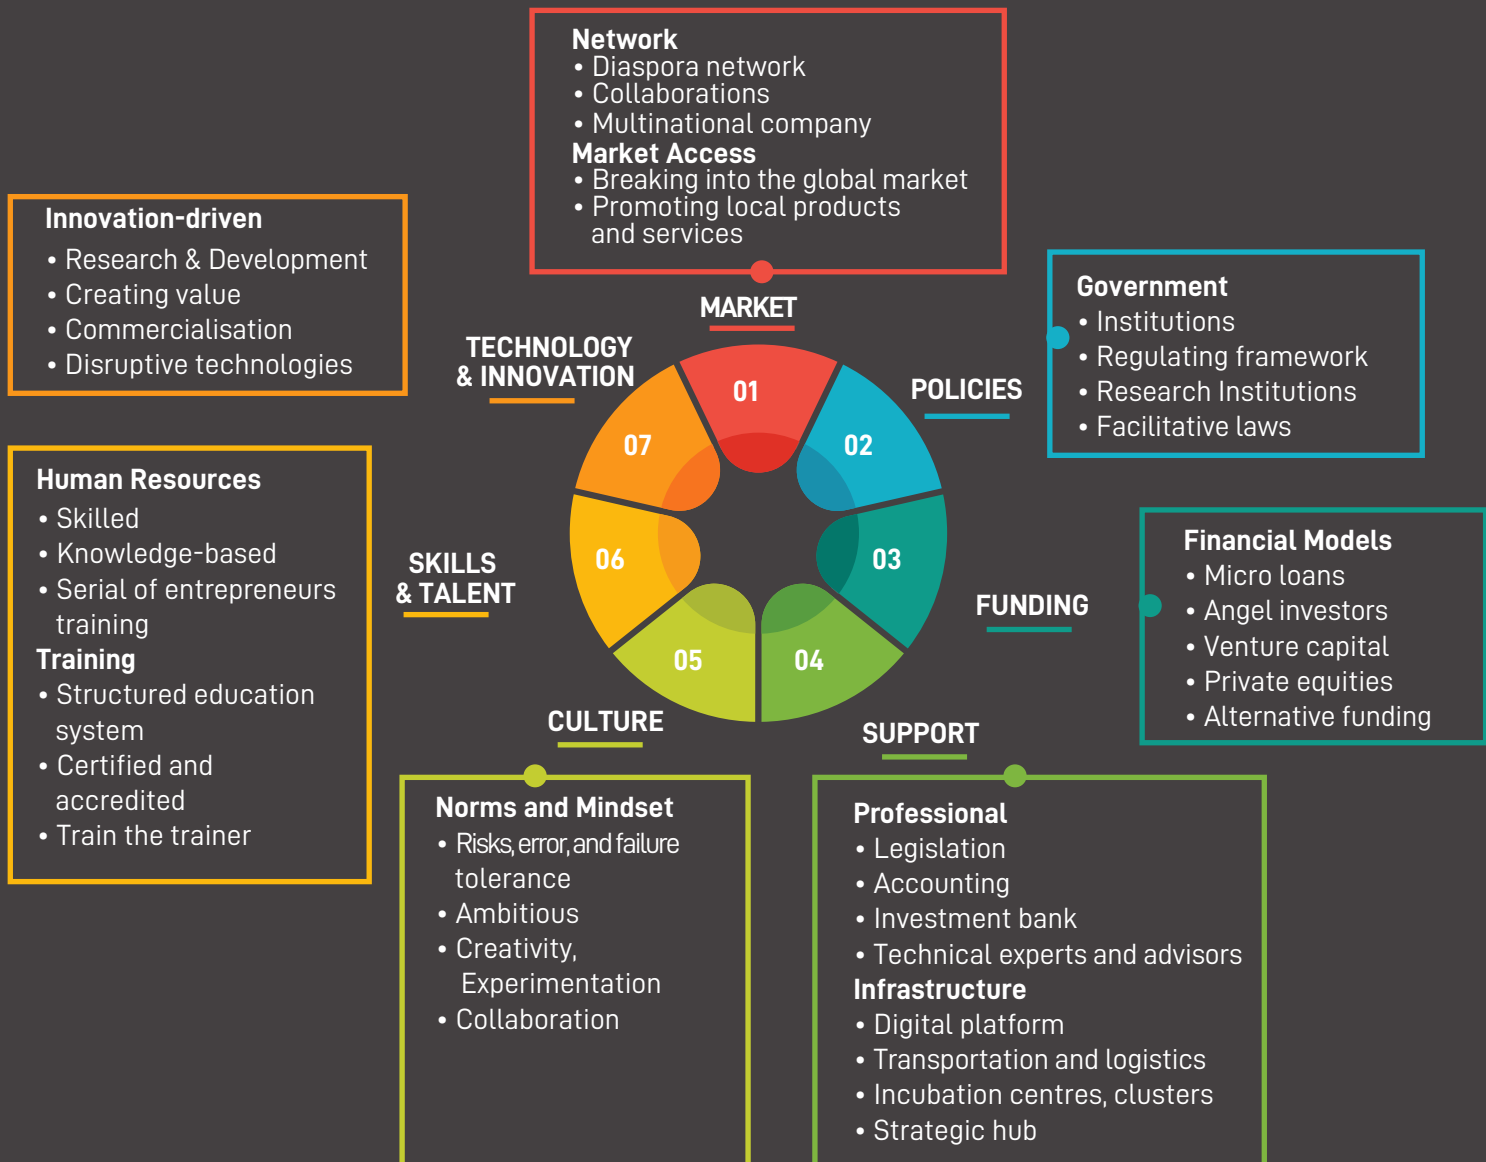 Network
• Diaspora network
• Collaborations
• Multinational company
Market Access
• Breaking into the global market
• Promoting local products
and services
MARKET
01
Government
• Institutions
• Regulating framework
• Research Institutions
• Facilitative laws
POLICIES
02
Financial Models
• Micro loans
• Angel investors
• Venture capital
• Private equities
• Alternative funding
FUNDING
03
SUPPORT
04
Professional
• Legislation
• Accounting
• Investment bank
• Technical experts and advisors
Infrastructure
• Digital platform
• Transportation and logistics
• Incubation centres, clusters
• Strategic hub
CULTURE
05
Norms and Mindset
• Risks, error, and failure
tolerance
• Ambitious
• Creativity,
Experimentation
• Collaboration
SKILLS
& TALENT
06
Human Resources
• Skilled
• Knowledge-based
• Serial of entrepreneurs
training
Training
• Structured education
system
• Certified and
accredited
• Train the trainer
TECHNOLOGY
& INNOVATION
07
Innovation-driven
• Research & Development
• Creating value
• Commercialisation
• Disruptive technologies